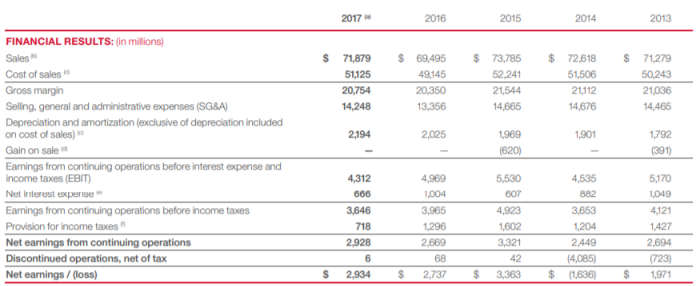 2017 (a) 2016 2015 2014 2013
FINANCIAL RESULTS: (in millions)
Sales (b) $ 71,879 $ 69,495 $ 73,785 $ 72,618 $ 71,279
Cost of sales (c) 51,125 49,145 52,241 51,506 50,243
Gross margin 20,754 20,350 21,544 21,112 21,036
Selling, general and administrative expenses (SG&A) 14,248 13,356 14,665 14,676 14,465
Depreciation and amortization (exclusive of depreciation included
on cost of sales) (c) 2,194 2,025 1,969 1,901 1,792
Gain on sale (d) — — (620) — (391)
Earnings from continuing operations before interest expense and
income taxes (EBIT) 4,312 4,969 5,530 4,535 5,170
Net interest expense (e) 666 1,004 607 882 1,049
Earnings from continuing operations before income taxes 3,646 3,965 4,923 3,653 4,121
Provision for income taxes (f) 718 1,296 1,602 1,204 1,427
Net earnings from continuing operations 2,928 2,669 3,321 2,449 2,694
Discontinued operations, net of tax 6 68 42 (4,085) (723)
Net earnings / (loss) $ 2,934 $ 2,737 $ 3,363 $ (1,636) $ 1,971